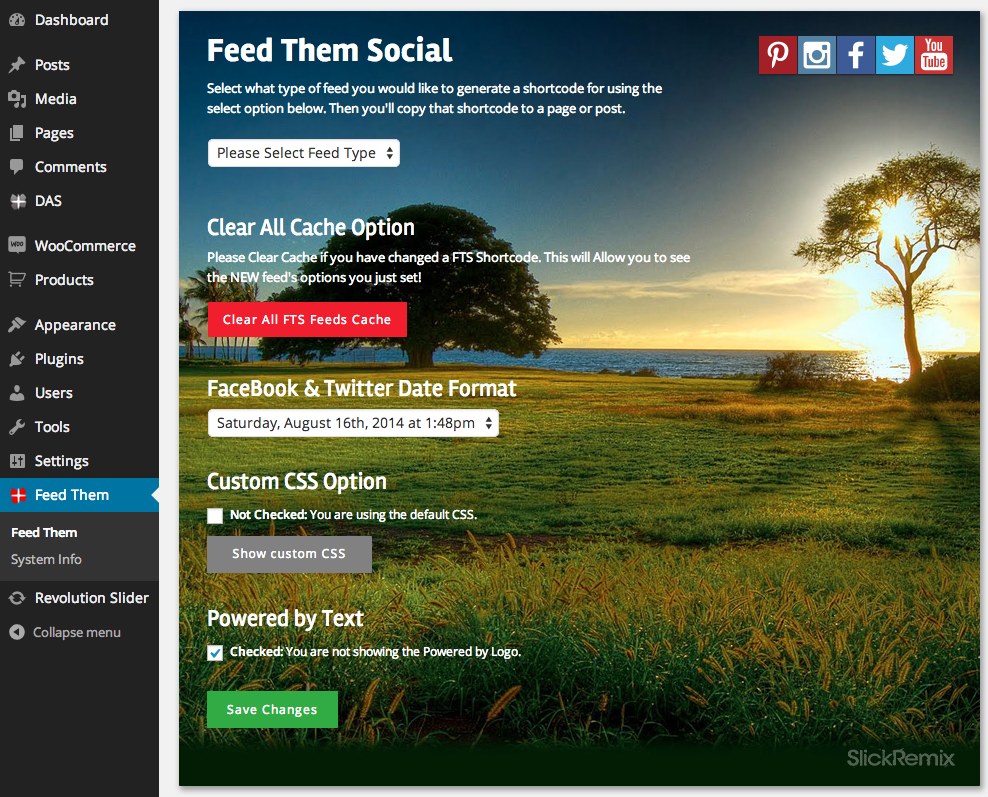 Dashboard
Posts
Media
Pages
Comments
DAS
WOO WooCommerce
Products
Appearance
Plugins
Users
Tools
Settings
Feed Them
Feed Them
System Info
Revolution Slider
Collapse menu
Feed Them Social
You
Tube
Select what type of feed you would like to generate a shortcode for using the
select option below. Then you'll copy that shortcode to a page or post.
Please Select Feed Type
Clear All Cache Option
Please Clear Cache if you have changed a FTS Shortcode. This will Allow you to see
the NEW feed's options you just set!
Clear All FTS Feeds Cache
FaceBook & Twitter Date Format
Saturday, August 16th, 2014 at 1:48pm
Custom CSS Option
Not Checked: You are using the default CSS.
Show custom CSS
Powered by Text
Checked: You are not showing the Powered by Logo.
Save Changes
SlickRemix